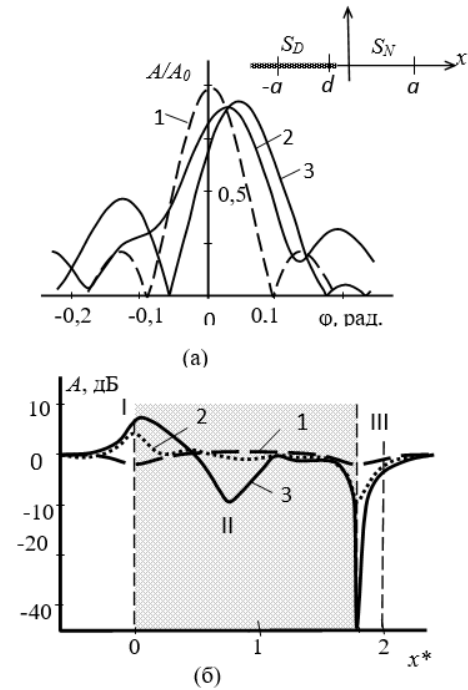 S_D S_N x
-a d a
A/A₀
1
2
3
0,5
-0,2 -0,1 0 0.1 φ, рад.
(а)
A, дБ
10 I III
2 1
0
3
-10 II
-20
-40
0 1 2
x*
(б)